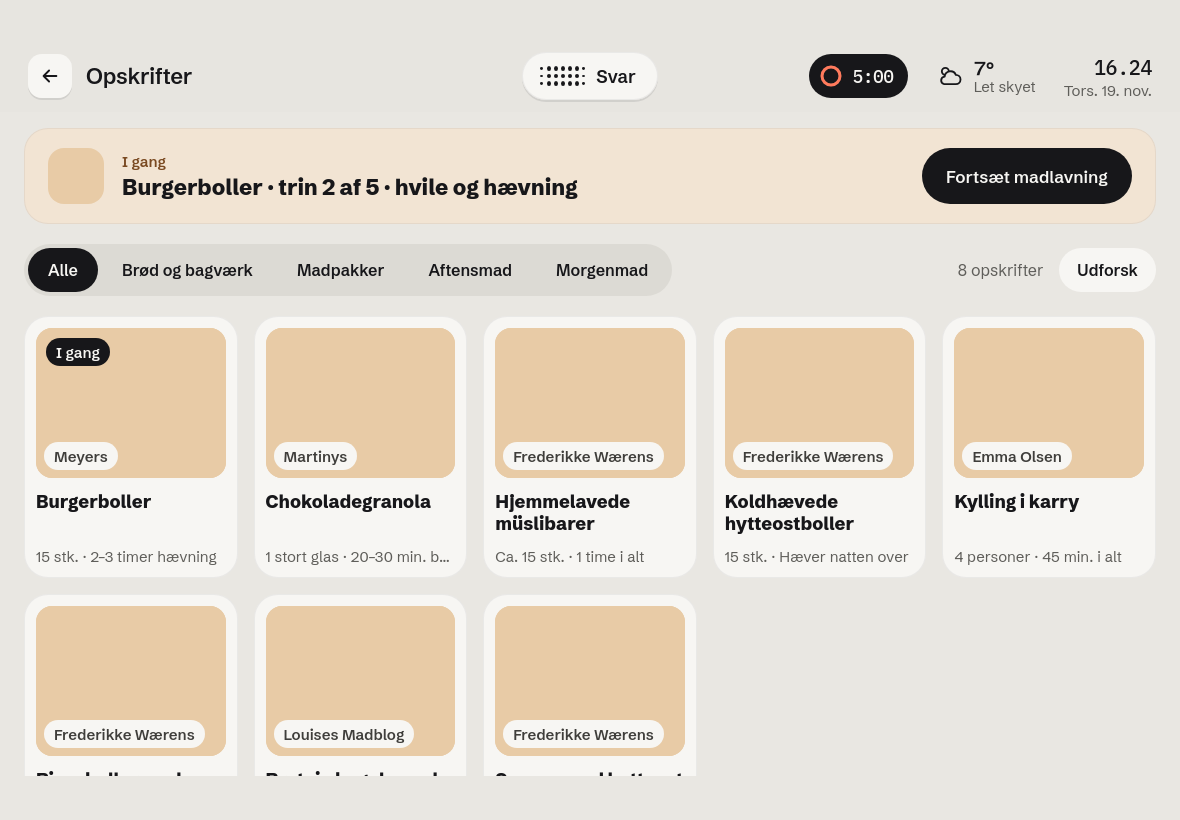 Opskrifter
Svar
5:00
7°
Let skyet
16.24
Tors. 19. nov.
I gang
Burgerboller · trin 2 af 5 · hvile og hævning
Fortsæt madlavning
Alle
Brød og bagværk
Madpakker
Aftensmad
Morgenmad
8 opskrifter
Udforsk
I gang
Meyers
Burgerboller
15 stk. · 2–3 timer hævning
Martinys
Chokoladegranola
1 stort glas · 20–30 min. b...
Frederikke Wærens
Hjemmelavede
müslibarer
Ca. 15 stk. · 1 time i alt
Frederikke Wærens
Koldhævede
hytteostboller
15 stk. · Hæver natten over
Emma Olsen
Kylling i karry
4 personer · 45 min. i alt
Frederikke Wærens
Louises Madblog
Frederikke Wærens